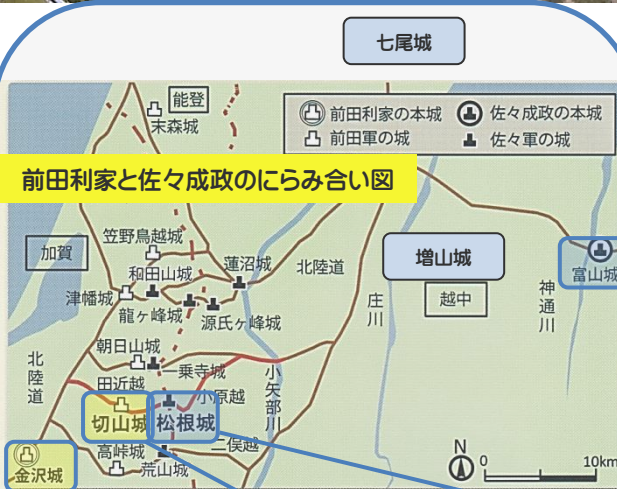 七尾城
能登
末森城
前田利家の本城
佐々成政の本城
前田軍の城
佐々軍の城
前田利家と佐々成政のにらみ合い図
加賀
笠野鳥越城
和田山城
蓮沼城
北陸道
増山城
富山城
津幡城
龍ヶ峰城
源氏ヶ峰城
庄川
越中
神通川
朝日山城
一乗寺城
北陸道
田近越
小原越
小矢部川
切山城
松根城
高峠城
二俣越
荒山城
金沢城
N
0
10km